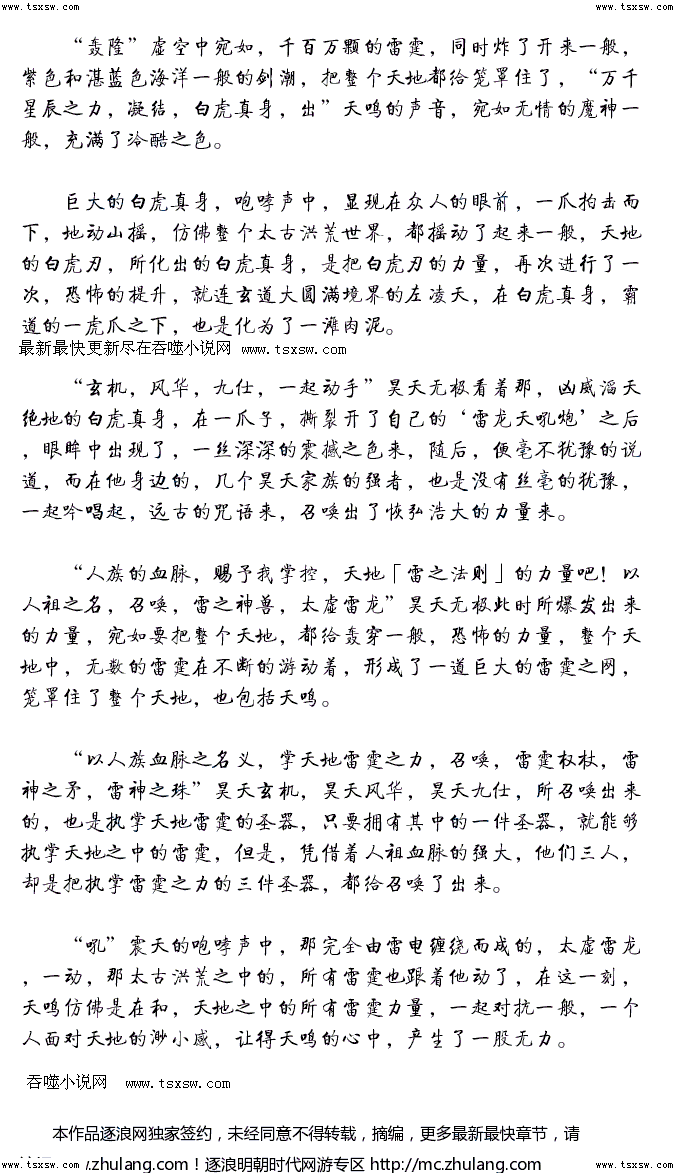 www.tsxsw.com www.tsxsw.com www.tsxsw.com
“轰隆”虚空中宛如，千百万颗的雷霆，同时炸了开来一般，
紫色和湛蓝色海洋一般的剑潮，把整个天地都给笼罩住了，“万千
星辰之力，凝结，白虎真身，出”天鸣的声音，宛如无情的魔神一
般，充满了冷酷之色。
巨大的白虎真身，咆哮声中，显现在众人的眼前，一爪拍击而
下，地动山摇，仿佛整个太古洪荒世界，都摇动了起来一般，天地
的白虎刃，所化出的白虎真身，是把白虎刃的力量，再次进行了一
次，恐怖的提升，就连玄道大圆满境界的左凌天，在白虎真身，霸
道的一虎爪之下，也是化为了一滩肉泥。
最新最快更新尽在吞噬小说网 www.tsxsw.com
“玄机，风华，九仕，一起动手”昊天无极看着那，凶威滔天
绝地的白虎真身，在一爪子，撕裂开了自己的‘雷龙天吼炮’之后
，眼眸中出现了，一丝深深的震撼之色来，随后，便毫不犹豫的说
道，而在他身边的，几个昊天家族的强者，也是没有丝毫的犹豫，
一起吟唱起，远古的咒语来，召唤出了恢弘浩大的力量来。
“人族的血脉，赐予我掌控，天地「雷之法则」的力量吧！以
人祖之名，召唤，雷之神兽，太虚雷龙”昊天无极此时所爆发出来
的力量，宛如要把整个天地，都给轰穿一般，恐怖的力量，整个天
地中，无数的雷霆在不断的游动着，形成了一道巨大的雷霆之网，
笼罩住了整个天地，也包括天鸣。
“以人族血脉之名义，掌天地雷霆之力，召唤，雷霆权杖，雷
神之矛，雷神之珠”昊天玄机，昊天风华，昊天九仕，所召唤出来
的，也是执掌天地雷霆的圣器，只要拥有其中的一件圣器，就能够
执掌天地之中的雷霆，但是，凭借着人祖血脉的强大，他们三人，
却是把执掌雷霆之力的三件圣器，都给召唤了出来。
“吼”震天的咆哮声中，那完全由雷电缠绕而成的，太虚雷龙
，一动，那太古洪荒之中的，所有雷霆也跟着他动了，在这一刻，
天鸣仿佛是在和，天地之中的所有雷霆力量，一起对抗一般，一个
人面对天地的渺小感，让得天鸣的心中，产生了一股无力。
吞噬小说网 www.tsxsw.com
本作品逐浪网独家签约，未经同意不得转载，摘编，更多最新最快章节，请
www.tsxsw.com .zhulang.com！逐浪明朝时代网游专区 http://mc.zhulang.com www.tsxsw.com